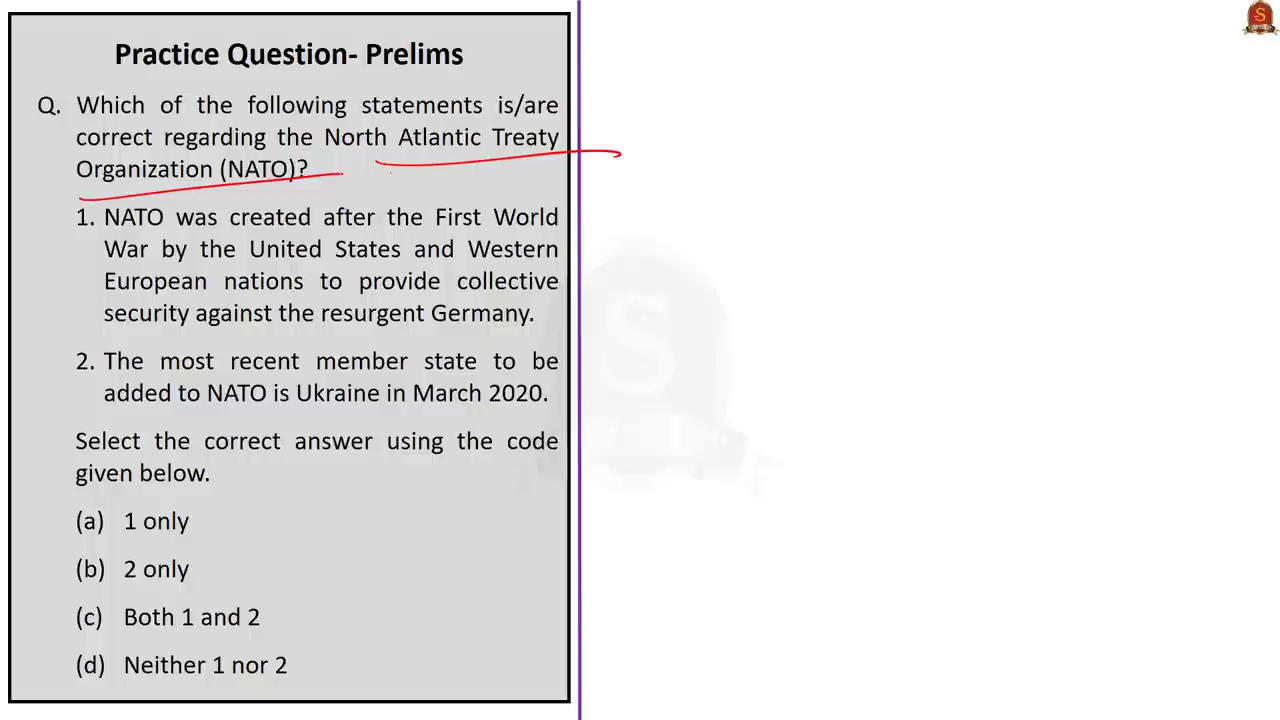 Practice Question- Prelims
Q. Which of the following statements is/are
correct regarding the North Atlantic Treaty
Organization (NATO)?
1. NATO was created after the First World
War by the United States and Western
European nations to provide collective
security against the resurgent Germany.
2. The most recent member state to be
added to NATO is Ukraine in March 2020.
Select the correct answer using the code
given below.
(a) 1 only
(b) 2 only
(c) Both 1 and 2
(d) Neither 1 nor 2
S
S